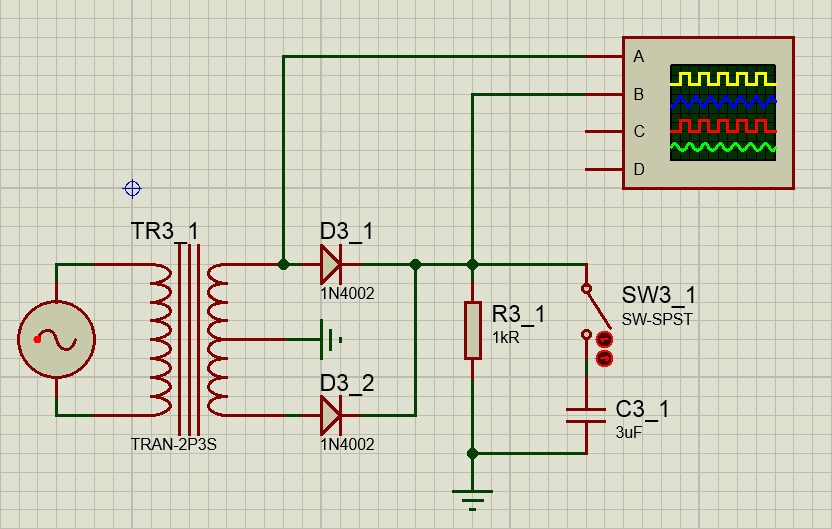 A
B
C
D
TR3_1
TRAN-2P3S
D3_1
1N4002
D3_2
1N4002
R3_1
1kR
SW3_1
SW-SPST
C3_1
3uF